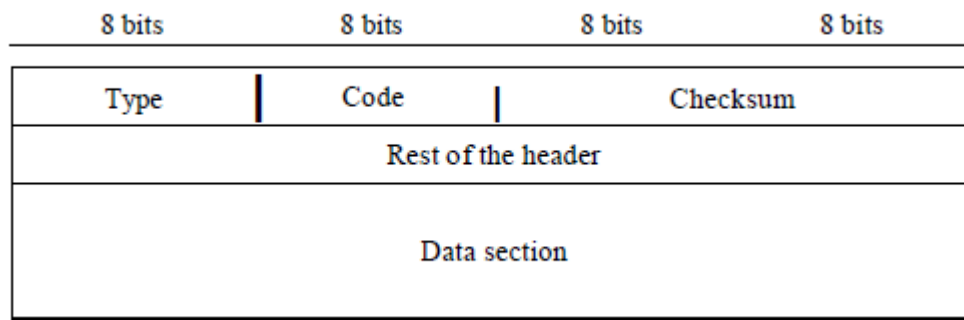 8 bits 8 bits 8 bits 8 bits
Type Code Checksum
Rest of the header
Data section